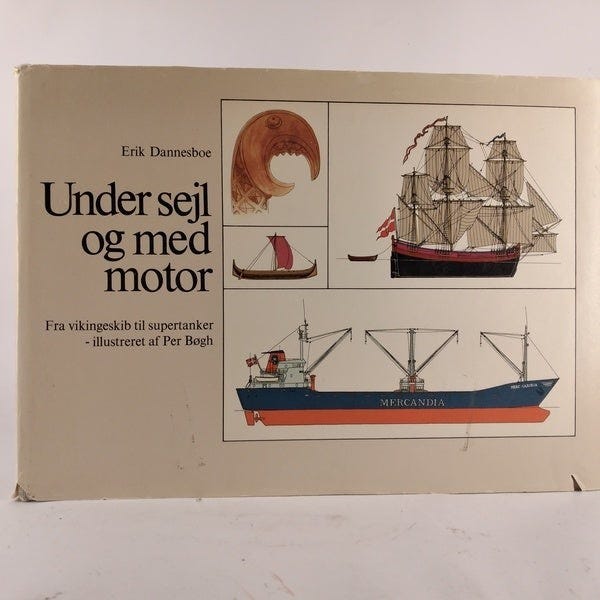 Erik Dannesboe
Under sejl
og med
motor
Fra vikingeskib til supertanker
- illustreret af Per Bøgh
MERCANDIA